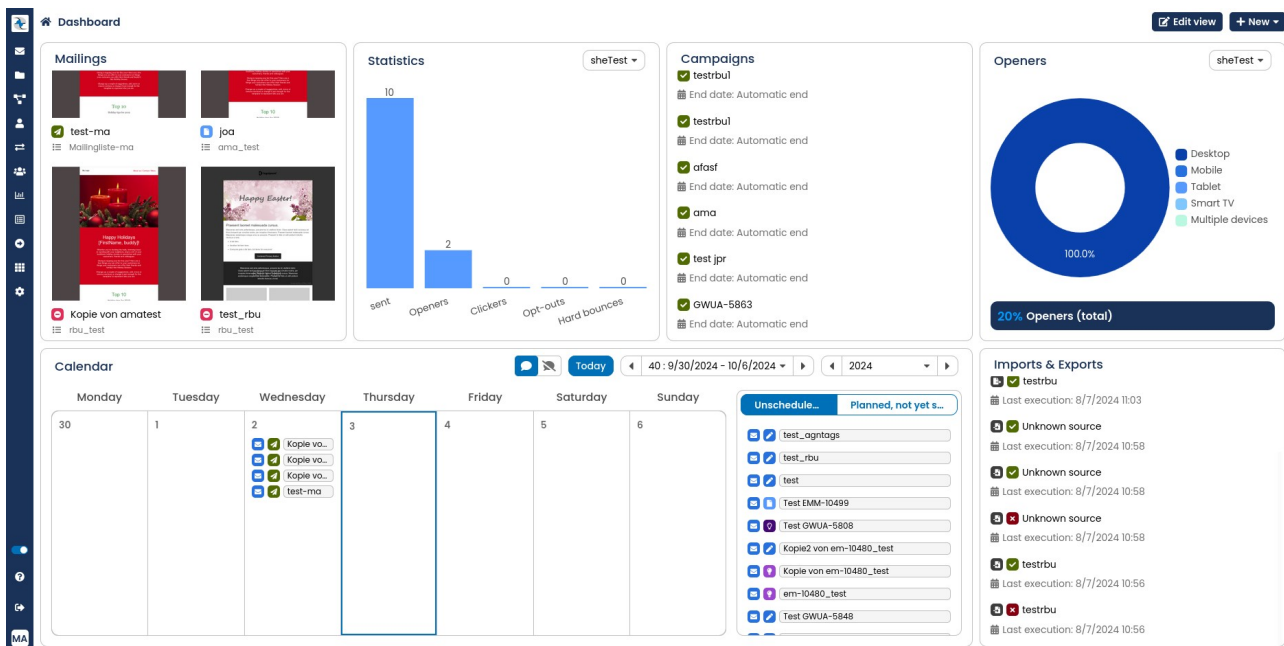 Dashboard
Edit view
+ New
Mailings
Top 10
Top 10
test-ma
Mailingliste-ma
joa
ama_test
Happy Holidays
[Firstname, buddy]!
Top 10
Happy Easter!
Kopie von amatest
rbu_test
test_rbu
rbu_test
Statistics
sheTest
10
2
0
0
0
sent
Openers
Clickers
Opt-outs
Hard bounces
Campaigns
testrbu1
End date: Automatic end
testrbu1
End date: Automatic end
afasf
End date: Automatic end
ama
End date: Automatic end
test jpr
End date: Automatic end
GWUA-5863
End date: Automatic end
Openers
sheTest
100.0%
Desktop
Mobile
Tablet
Smart TV
Multiple devices
20% Openers (total)
Calendar
Today
40 : 9/30/2024 - 10/6/2024
2024
Monday
Tuesday
Wednesday
Thursday
Friday
Saturday
Sunday
30
1
2
3
4
5
6
Kopie vo...
Kopie vo...
Kopie vo...
test-ma
Unschedule...
Planned, not yet s...
test_agntags
test_rbu
test
Test EMM-10499
Test GWUA-5808
Kopie2 von em-10480_test
Kopie von em-10480_test
em-10480_test
Test GWUA-5848
Imports & Exports
testrbu
Last execution: 8/7/2024 11:03
Unknown source
Last execution: 8/7/2024 10:58
Unknown source
Last execution: 8/7/2024 10:58
Unknown source
Last execution: 8/7/2024 10:58
testrbu
Last execution: 8/7/2024 10:56
testrbu
Last execution: 8/7/2024 10:56
MA